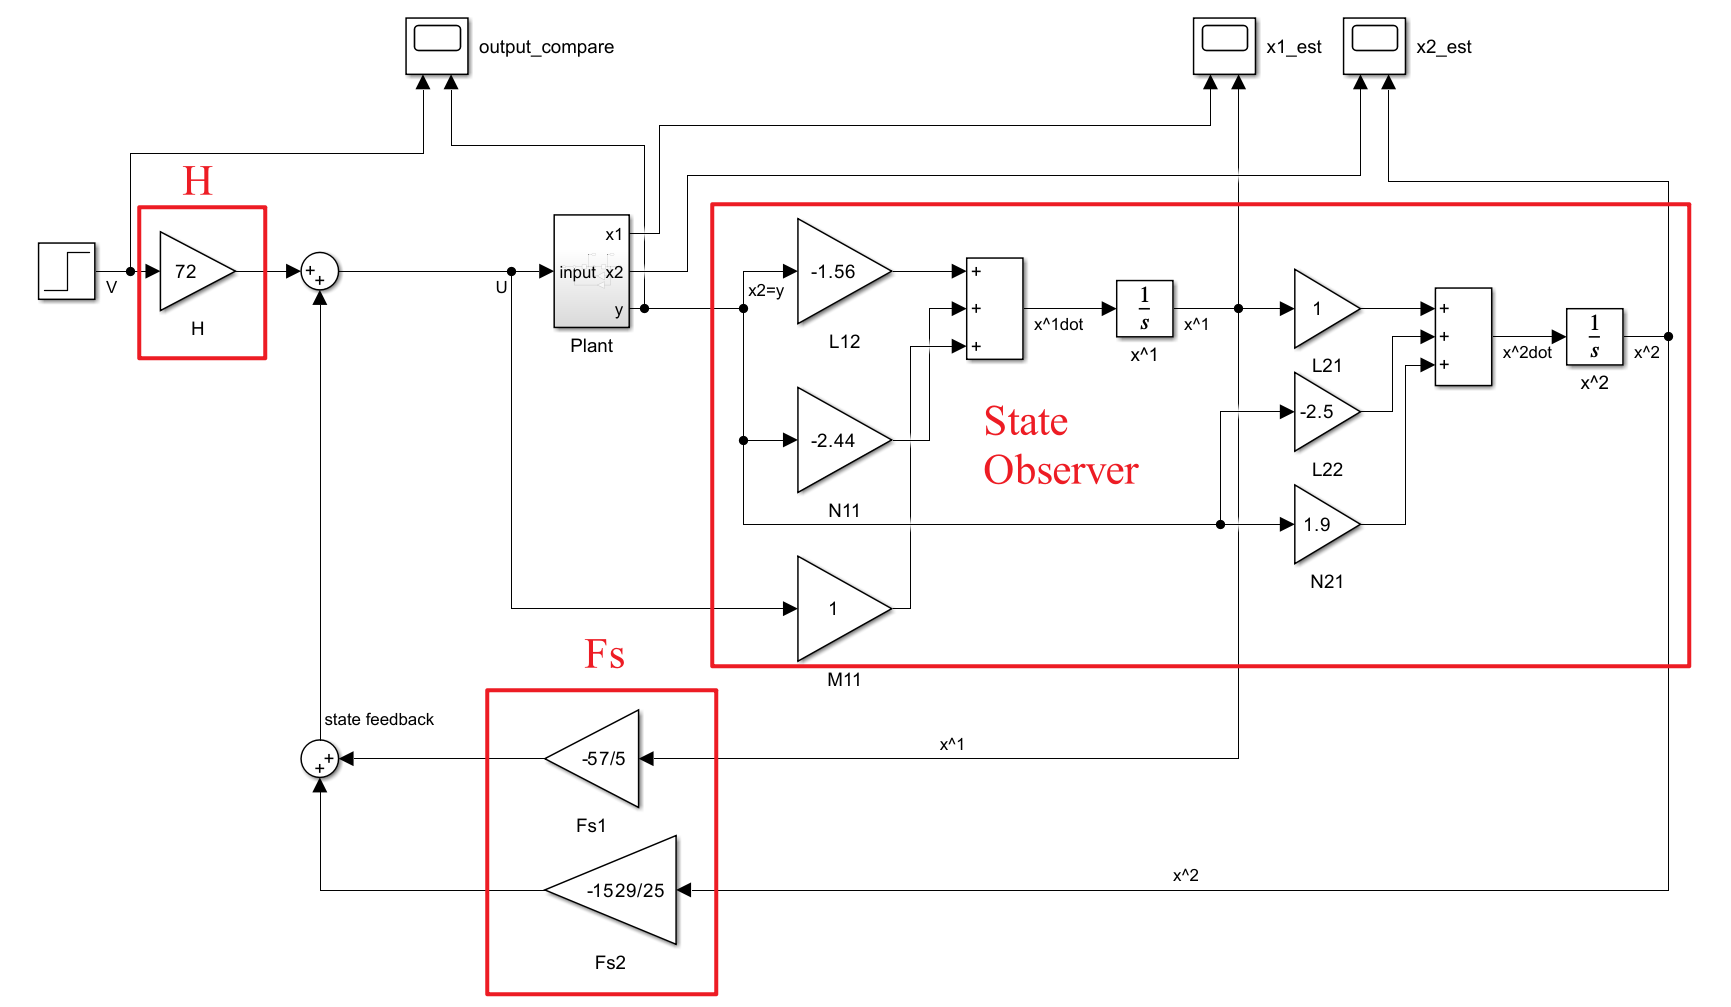 output_compare
x1_est
x2_est
H
72
V
H
+
+
U
input
x1
x2
y
Plant
x2=y
-1.56
L12
-2.44
N11
1
M11
+
+
+
x^1dot
1
s
x^1
x^1
1
L21
-2.5
L22
1.9
N21
+
+
+
x^2dot
1
s
x^2
x^2
State
Observer
Fs
state feedback
+
+
-57/5
Fs1
x^1
-1529/25
Fs2
x^2